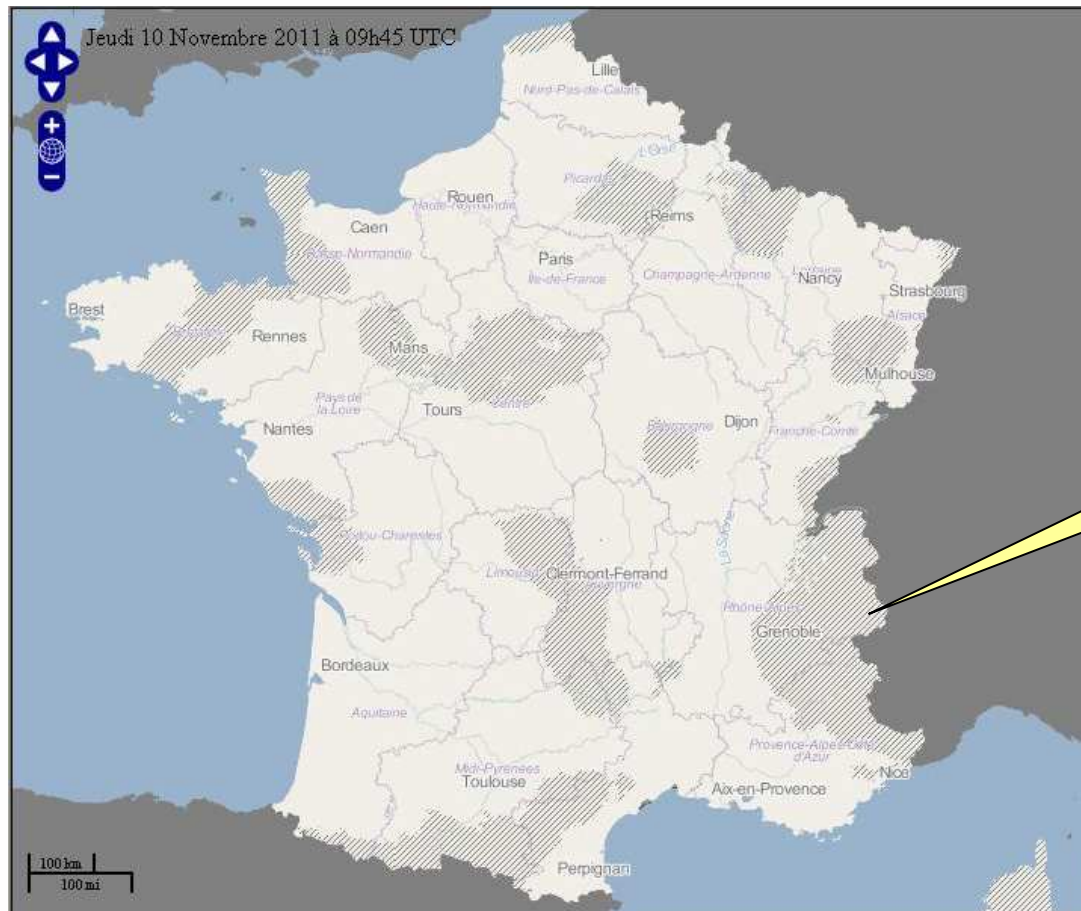 Jeudi 10 Novembre 2011 à 09h45 UTC
Lille
Nord-Pas-de-Calais
L'Oise
Picardie
Rouen
Haute-Normandie
Reims
Caen
Basse-Normandie
Paris
Île-de-France
Champagne-Ardenne
Lorraine
Nancy
Strasbourg
Alsace
Brest
Bretagne
Rennes
Mans
Mulhouse
Pays de
la-Loire
Tours
Centre
Nantes
Bourgogne
Dijon
Franche-Comté
La Saône
Poitou-Charentes
Limousin
Clermont-Ferrand
Auvergne
Rhône-Alpes
Grenoble
Bordeaux
Aquitaine
Provence-Alpes-Côte
d'Azur
Nice
Midi-Pyrénées
Toulouse
Aix-en-Provence
Perpignan
100 km
100 mi